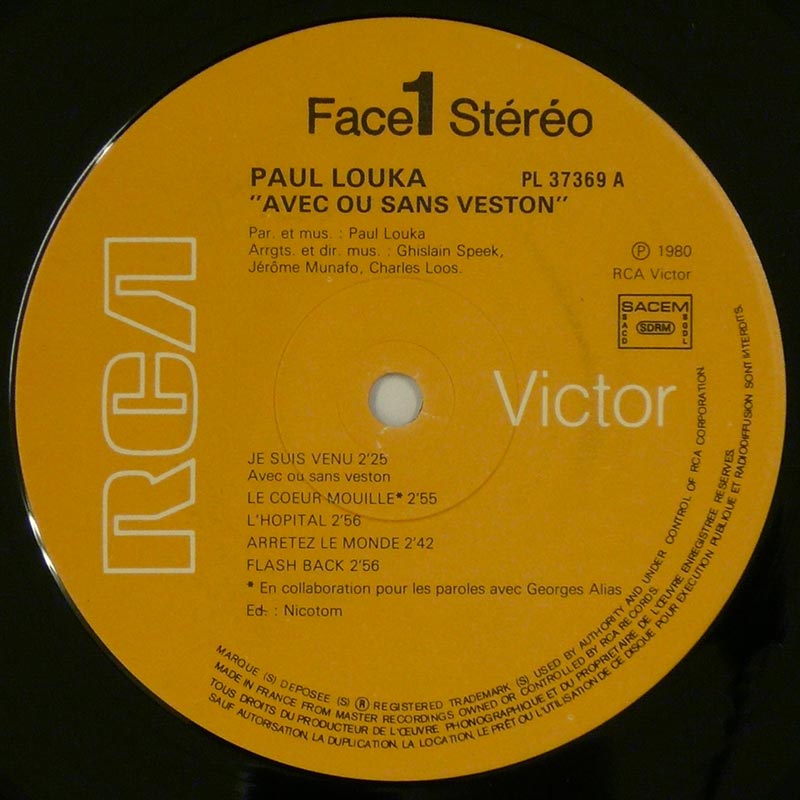 Face 1 Stéréo
PAUL LOUKA PL 37369 A
"AVEC OU SANS VESTON"
Par. et mus. : Paul Louka
Arrgts. et dir. mus. : Ghislain Speek,
Jérôme Munafo, Charles Loos.
Ⓟ 1980
RCA Victor
SACEM
SACD SDRM SGDL
RCA
Victor
JE SUIS VENU 2'25
Avec ou sans veston
LE COEUR MOUILLE* 2'55
L'HOPITAL 2'56
ARRETEZ LE MONDE 2'42
FLASH BACK 2'56
* En collaboration pour les paroles avec Georges Alias
Ed. : Nicotom
MARQUE (S) DEPOSEE (S) ® REGISTERED TRADEMARK (S) USED BY AUTHORITY AND UNDER CONTROL OF RCA CORPORATION.
MADE IN FRANCE FROM MASTER RECORDINGS OWNED OR CONTROLLED BY RCA RECORDS.
TOUS DROITS DU PRODUCTEUR DE L'ŒUVRE PHONOGRAPHIQUE ET DU PROPRIETAIRE DE L'ŒUVRE ENREGISTREE RESERVES.
SAUF AUTORISATION, LA DUPLICATION, LA LOCATION, LE PRÊT OU L'UTILISATION DE CE DISQUE POUR EXECUTION PUBLIQUE ET RADIODIFFUSION SONT INTERDITS.